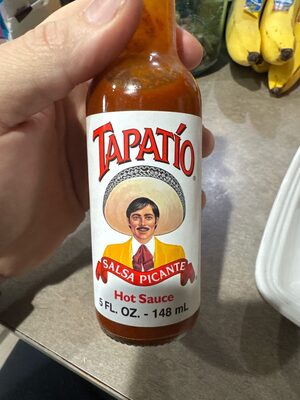 TAPATÍO
SALSA PICANTE
Hot Sauce
5 FL. OZ. - 148 mL